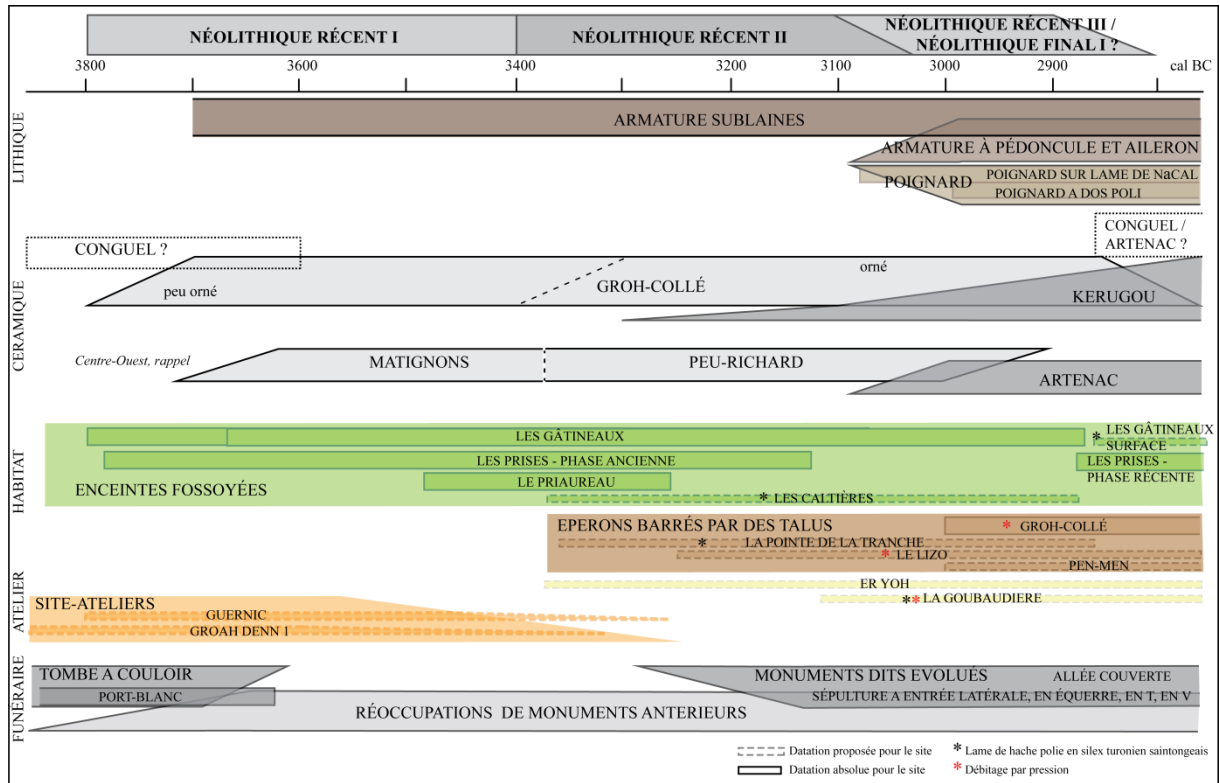 NÉOLITHIQUE RÉCENT I
NÉOLITHIQUE RÉCENT II
NÉOLITHIQUE RÉCENT III /
NÉOLITHIQUE FINAL I ?
3800 3600 3400 3200 3100 3000 2900 cal BC
LITHIQUE
ARMATURE SUBLAINES
ARMATURE À PÉDONCULE ET AILERON
POIGNARD
POIGNARD SUR LAME DE NaCAL
POIGNARD A DOS POLI
CÉRAMIQUE
CONGUEL ?
CONGUEL /
ARTENAC ?
peu orné
GROH-COLLÉ
orné
KERUGOU
Centre-Ouest, rappel
MATIGNONS
PEU-RICHARD
ARTENAC
HABITAT
LES GÂTINEAUX
* LES GÂTINEAUX
SURFACE
LES PRISES - PHASE ANCIENNE
LES PRISES -
PHASE RÉCENTE
LE PRIAUREAU
ENCEINTES FOSSOYÉES
* LES CALTIÈRES
EPERONS BARRÉS PAR DES TALUS
* GROH-COLLÉ
* LA POINTE DE LA TRANCHE
* LE LIZO
PEN-MEN
ATELIER
ER YOH
SITE-ATELIERS
** LA GOUBAUDIERE
GUERNIC
GROAH DENN 1
FUNÉRAIRE
TOMBE A COULOIR
PORT-BLANC
MONUMENTS DITS EVOLUÉS
ALLÉE COUVERTE
SÉPULTURE A ENTRÉE LATÉRALE, EN ÉQUERRE, EN T, EN V
RÉOCCUPATIONS DE MONUMENTS ANTERIEURS
Datation proposée pour le site
* Lame de hache polie en silex turonien saintongeais
Datation absolue pour le site
* Débitage par pression